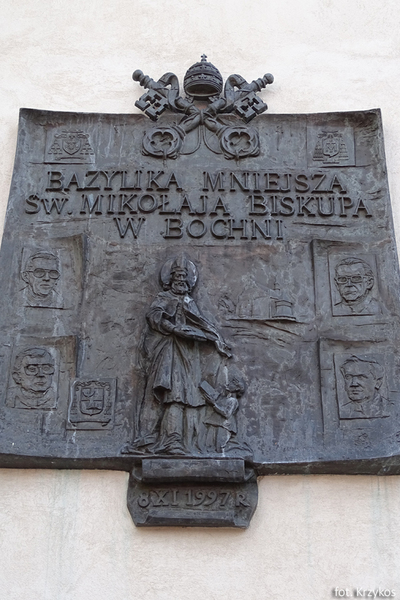 BAZYLIKA MNIEJSZA
ŚW. MIKOŁAJA BISKUPA
W BOCHNI
8 XI 1997 R
fot. Krzykos